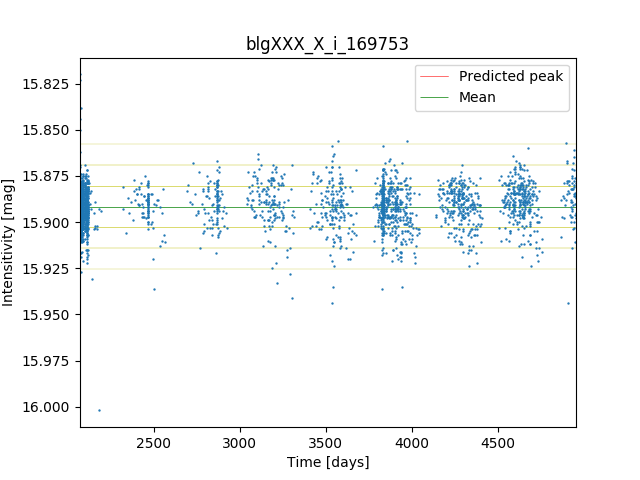 blgXXX_X_i_169753
Predicted peak
Mean
Intensitivity [mag]
15.825
15.850
15.875
15.900
15.925
15.950
15.975
16.000
2500
3000
3500
4000
4500
Time [days]